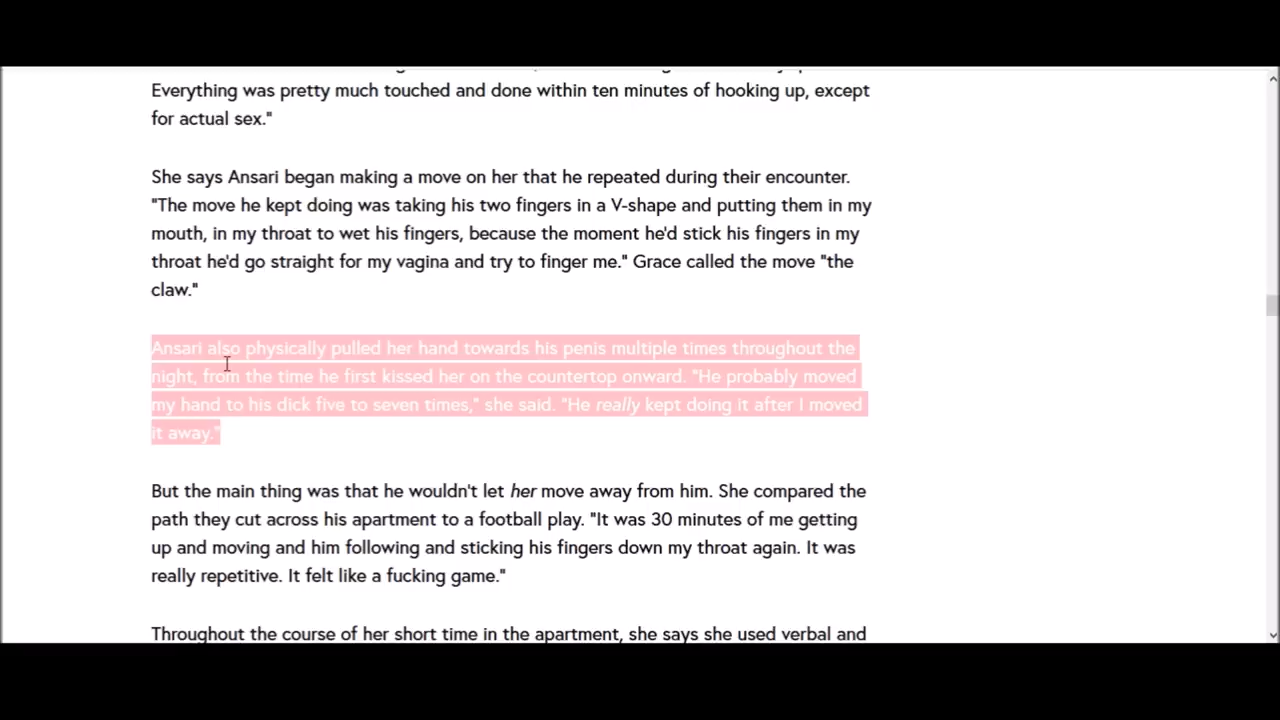 Everything was pretty much touched and done within ten minutes of hooking up, except
for actual sex."
She says Ansari began making a move on her that he repeated during their encounter.
"The move he kept doing was taking his two fingers in a V-shape and putting them in my
mouth, in my throat to wet his fingers, because the moment he'd stick his fingers in my
throat he'd go straight for my vagina and try to finger me." Grace called the move "the
claw."
Ansari also physically pulled her hand towards his penis multiple times throughout the
night, from the time he first kissed her on the countertop onward. "He probably moved
my hand to his dick five to seven times," she said. "He really kept doing it after I moved
it away."
But the main thing was that he wouldn't let her move away from him. She compared the
path they cut across his apartment to a football play. "It was 30 minutes of me getting
up and moving and him following and sticking his fingers down my throat again. It was
really repetitive. It felt like a fucking game."
Throughout the course of her short time in the apartment, she says she used verbal and